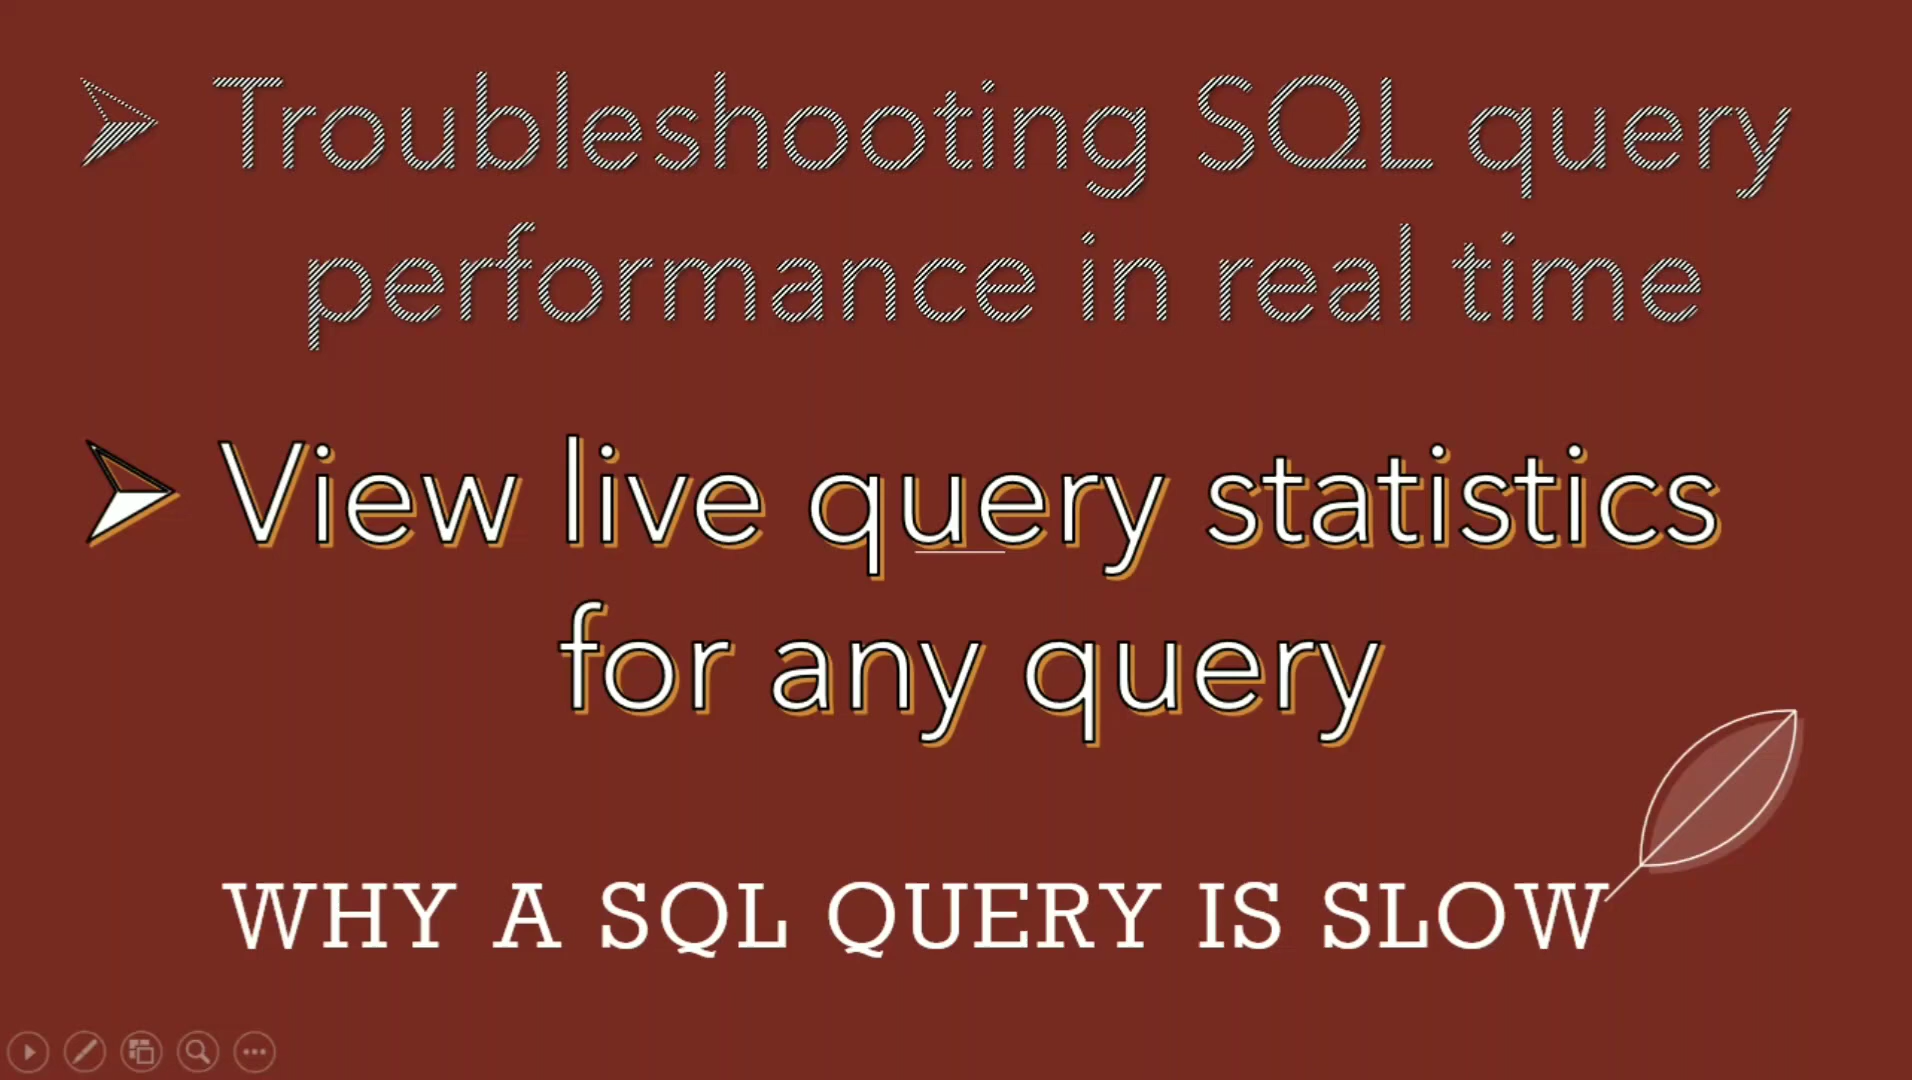 Troubleshooting SQL query
performance in real time
View live query statistics
for any query
WHY A SQL QUERY IS SLOW